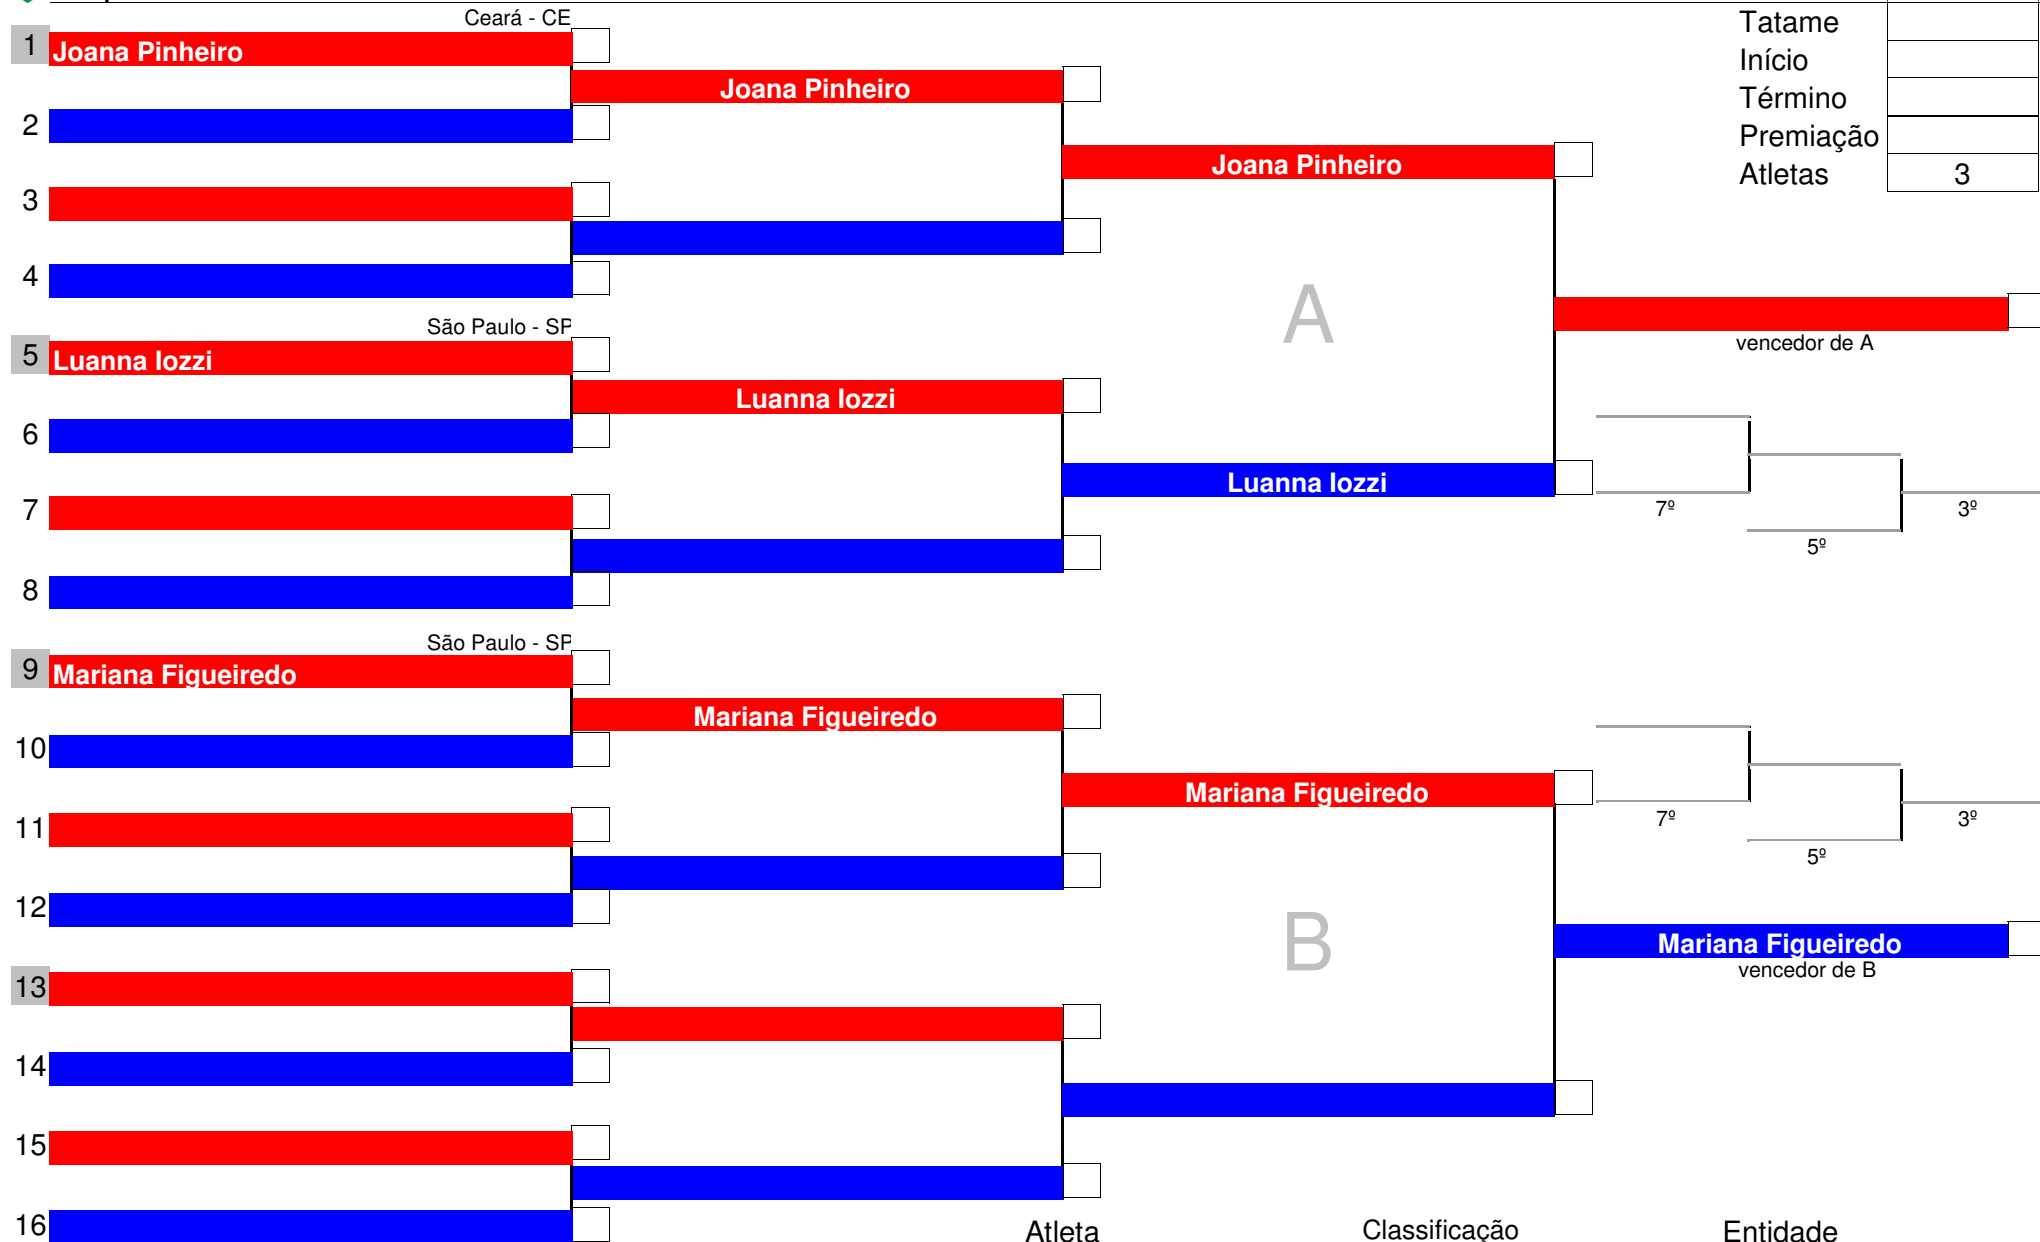 Ceará - CE
Tatame
1 Joana Pinheiro
Início
Joana Pinheiro
Término
2
Premiação
Joana Pinheiro
Atletas 3
3
4
A
São Paulo - SP
vencedor de A
5 Luanna Iozzi
Luanna Iozzi
6
Luanna Iozzi
7
7º 3º
5º
8
São Paulo - SP
9 Mariana Figueiredo
Mariana Figueiredo
10
Mariana Figueiredo
7º 3º
11
5º
12
B
Mariana Figueiredo
vencedor de B
13
14
15
16
Atleta Classificação Entidade